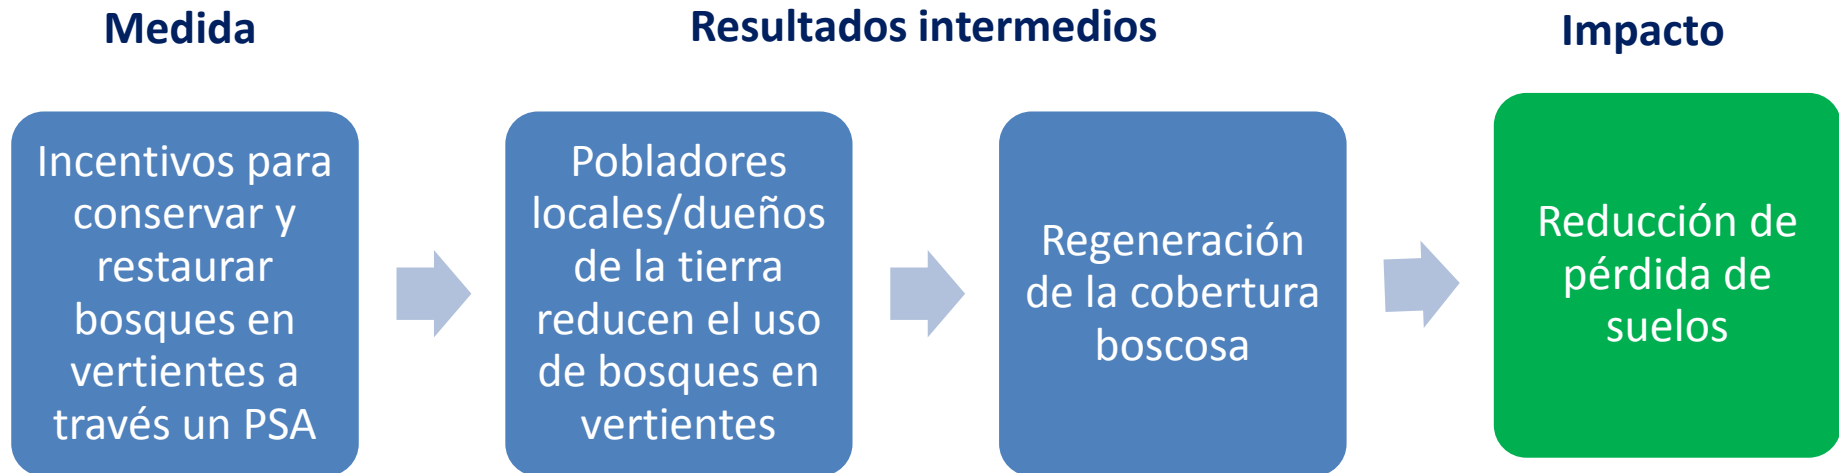 Medida
Resultados intermedios
Impacto
Incentivos para
conservar y
restaurar
bosques en
vertientes a
través un PSA
Pobladores
locales/dueños
de la tierra
reducen el uso
de bosques en
vertientes
Regeneración
de la cobertura
boscosa
Reducción de
pérdida de
suelos